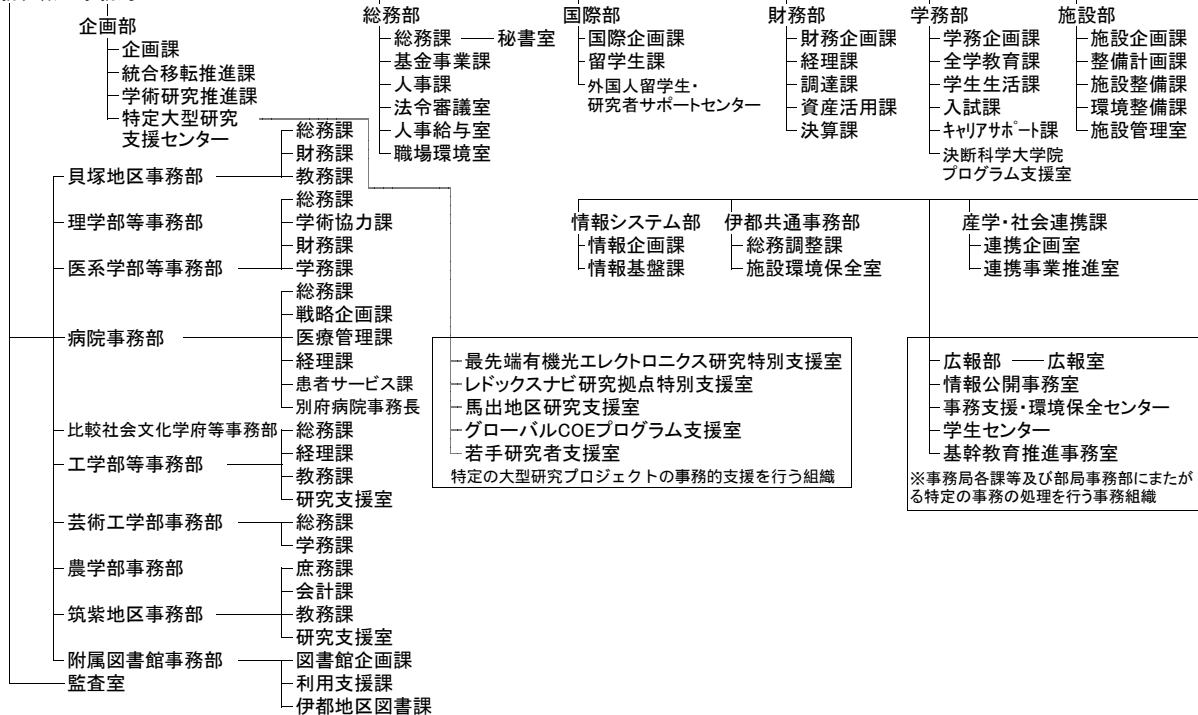 企画部
企画課
統合移転推進課
学術研究推進課
特定大型研究
支援センター
総務部
総務課
秘書室
基金事業課
人事課
法令審議室
人事給与室
職場環境室
国際部
国際企画課
留学生課
外国人留学生・
研究者サポートセンター
財務部
財務企画課
経理課
調達課
資産活用課
決算課
学務部
学務企画課
全学教育課
学生生活課
入試課
キャリアサポート課
決断科学大学院
プログラム支援室
施設部
施設企画課
整備計画課
施設整備課
環境整備課
施設管理室
貝塚地区事務部
総務課
財務課
教務課
理学部等事務部
医系学部等事務部
総務課
学術協力課
財務課
学務課
病院事務部
総務課
戦略企画課
医療管理課
経理課
患者サービス課
別府病院事務長
比較社会文化学府等事務部
工学部等事務部
総務課
経理課
教務課
研究支援室
芸術工学部事務部
総務課
学務課
農学部事務部
筑紫地区事務部
庶務課
会計課
教務課
研究支援室
附属図書館事務部
図書館企画課
利用支援課
伊都地区図書課
監査室
情報システム部
情報企画課
情報基盤課
伊都共通事務部
総務調整課
施設環境保全室
産学・社会連携課
連携企画室
連携事業推進室
最先端有機光エレクトロニクス研究特別支援室
レドックスナビ研究拠点特別支援室
馬出地区研究支援室
グローバルCOEプログラム支援室
若手研究者支援室
特定の大型研究プロジェクトの事務的支援を行う組織
広報部
広報室
情報公開事務室
事務支援・環境保全センター
学生センター
基幹教育推進事務室
※事務局各課等及び部局事務部にまたが
る特定の事務の処理を行う事務組織